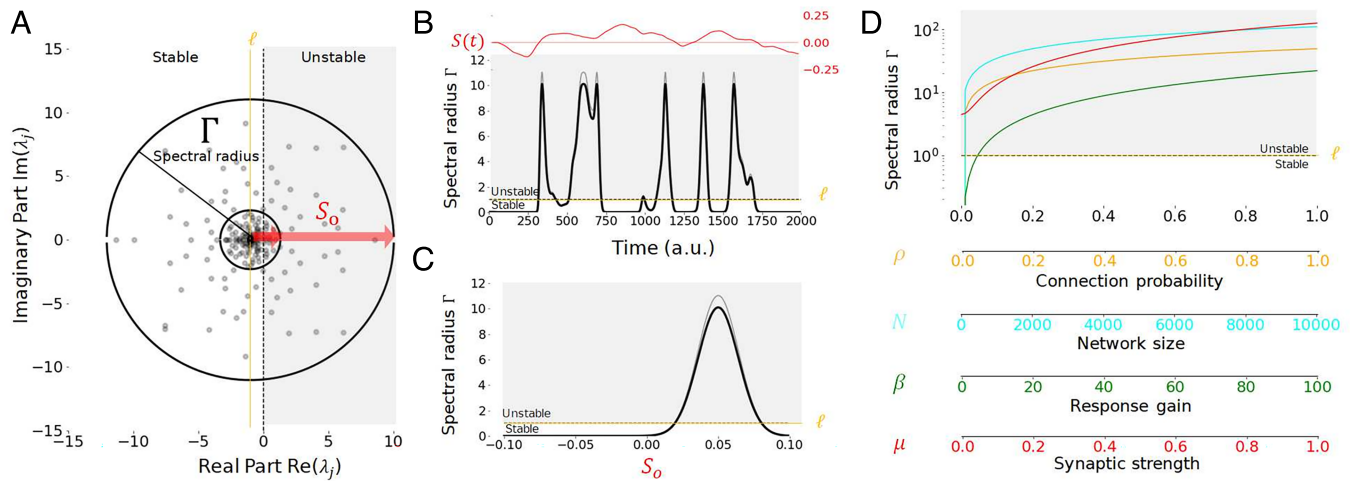 A
ℓ
15
10
5
0
−5
−10
−15
Stable
Unstable
Γ
Spectral radius
S₀
Imaginary Part Im(λⱼ)
−15
−10
−5
0
5
10
Real Part Re(λⱼ)
B
S(t)
0.25
0.00
−0.25
12
10
8
6
4
2
0
Spectral radius Γ
Unstable
Stable
ℓ
0
250
500
750
1000
1250
1500
1750
2000
Time (a.u.)
C
12
10
8
6
4
2
0
Spectral radius Γ
Unstable
Stable
ℓ
−0.10
−0.05
0.00
0.05
0.10
Sₒ
D
10²
10¹
10⁰
Spectral radius Γ
Unstable
Stable
ℓ
0.0 0.2 0.4 0.6 0.8 1.0
ρ
0.0 0.2 0.4 0.6 0.8 1.0
Connection probability
N
0 2000 4000 6000 8000 10000
Network size
β
0 20 40 60 80 100
Response gain
μ
0.0 0.2 0.4 0.6 0.8 1.0
Synaptic strength